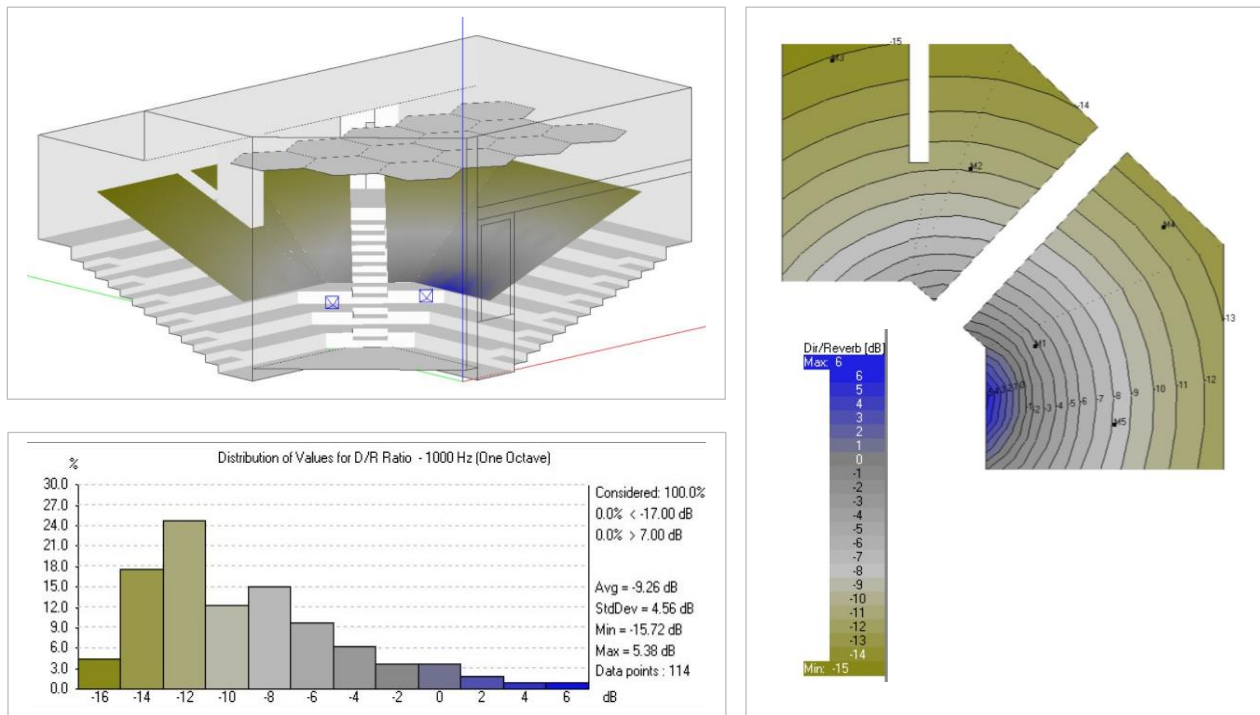 Distribution of Values for D/R Ratio - 1000 Hz (One Octave)
%
30.0
27.0
24.0
21.0
18.0
15.0
12.0
9.0
6.0
3.0
0.0
-16 -14 -12 -10 -8 -6 -4 -2 0 2 4 6 dB
Considered: 100.0%
0.0% < -17.00 dB
0.0% > 7.00 dB
Avg = -9.26 dB
StdDev = 4.56 dB
Min = -15.72 dB
Max = 5.38 dB
Data points : 114
-15
M3
-14
M2
M4
-13
M1
-12
-1 -2 -3 -4 -5 -6 -7 -8 -9 -10 -11
M5
Dir/Reverb [dB]
Max: 6
6
5
4
3
2
1
0
-1
-2
-3
-4
-5
-6
-7
-8
-9
-10
-11
-12
-13
-14
Min: -15